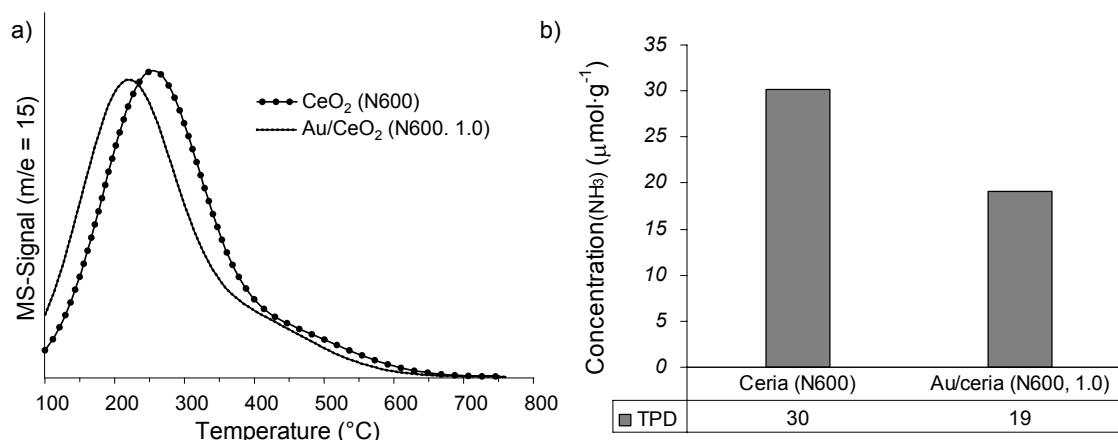 a)
MS-Signal (m/e = 15)
CeO₂ (N600)
Au/CeO₂ (N600. 1.0)
100 200 300 400 500 600 700 800
Temperature (°C)
b)
Concentration(NH₃) (μmol·g⁻¹)
35
30
25
20
15
10
5
0
Ceria (N600) Au/ceria (N600, 1.0)
TPD 30 19